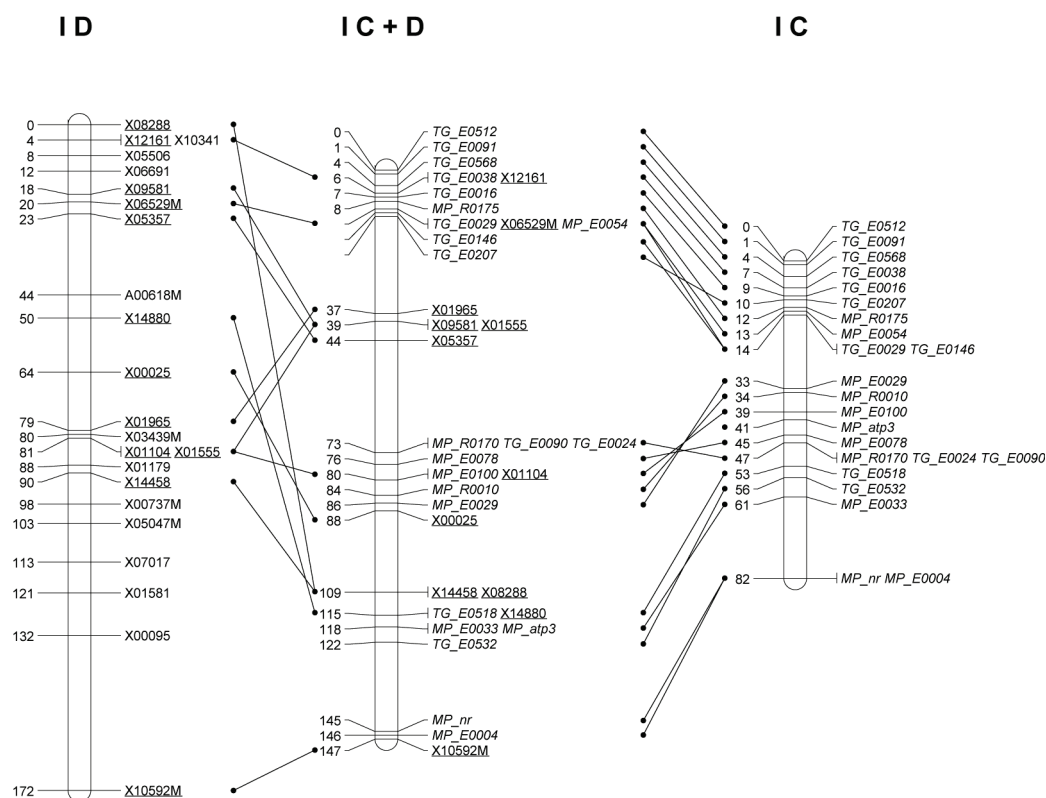 I D
0 X08288
4 X12161 X10341
8 X05506
12 X06691
18 X09581
20 X06529M
23 X05357
44 A00618M
50 X14880
64 X00025
79 X01965
80 X03439M
81 X01104 X01555
88 X01179
90 X14458
98 X00737M
103 X05047M
113 X07017
121 X01581
132 X00095
172 X10592M
I C + D
0 TG_E0512
1 TG_E0091
4 TG_E0568
6 TG_E0038 X12161
7 TG_E0016
8 MP_R0175
TG_E0029 X06529M MP_E0054
TG_E0146
TG_E0207
37 X01965
39 X09581 X01555
44 X05357
73 MP_R0170 TG_E0090 TG_E0024
76 MP_E0078
80 MP_E0100 X01104
84 MP_R0010
86 MP_E0029
88 X00025
109 X14458 X08288
115 TG_E0518 X14880
118 MP_E0033 MP_atp3
122 TG_E0532
145 MP_nr
146 MP_E0004
147 X10592M
I C
0 TG_E0512
1 TG_E0091
4 TG_E0568
7 TG_E0038
9 TG_E0016
10 TG_E0207
12 MP_R0175
13 MP_E0054
14 TG_E0029 TG_E0146
33 MP_E0029
34 MP_R0010
39 MP_E0100
41 MP_atp3
45 MP_E0078
47 MP_R0170 TG_E0024 TG_E0090
53 TG_E0518
56 TG_E0532
61 MP_E0033
82 MP_nr MP_E0004